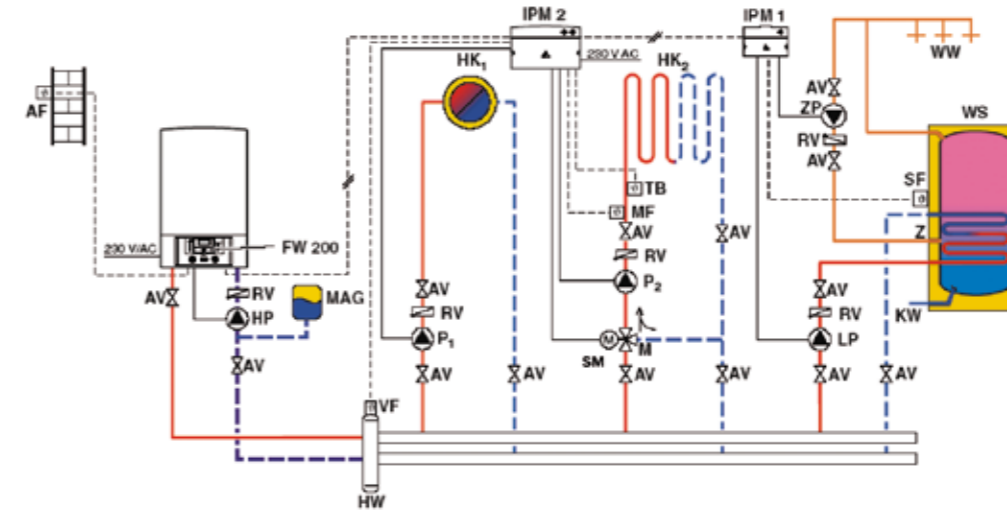 IPM 2
IPM 1
230 V AC
HK1
HK2
WW
AV
ZP
WS
AF
RV
AV
SF
TB
MF
AV
AV
Z
230 V/AC
FW 200
RV
AV
RV
MAG
AV
P2
AV
KW
HP
RV
RV
P1
LP
SM
M
AV
AV
AV
AV
AV
AV
AV
VF
HW